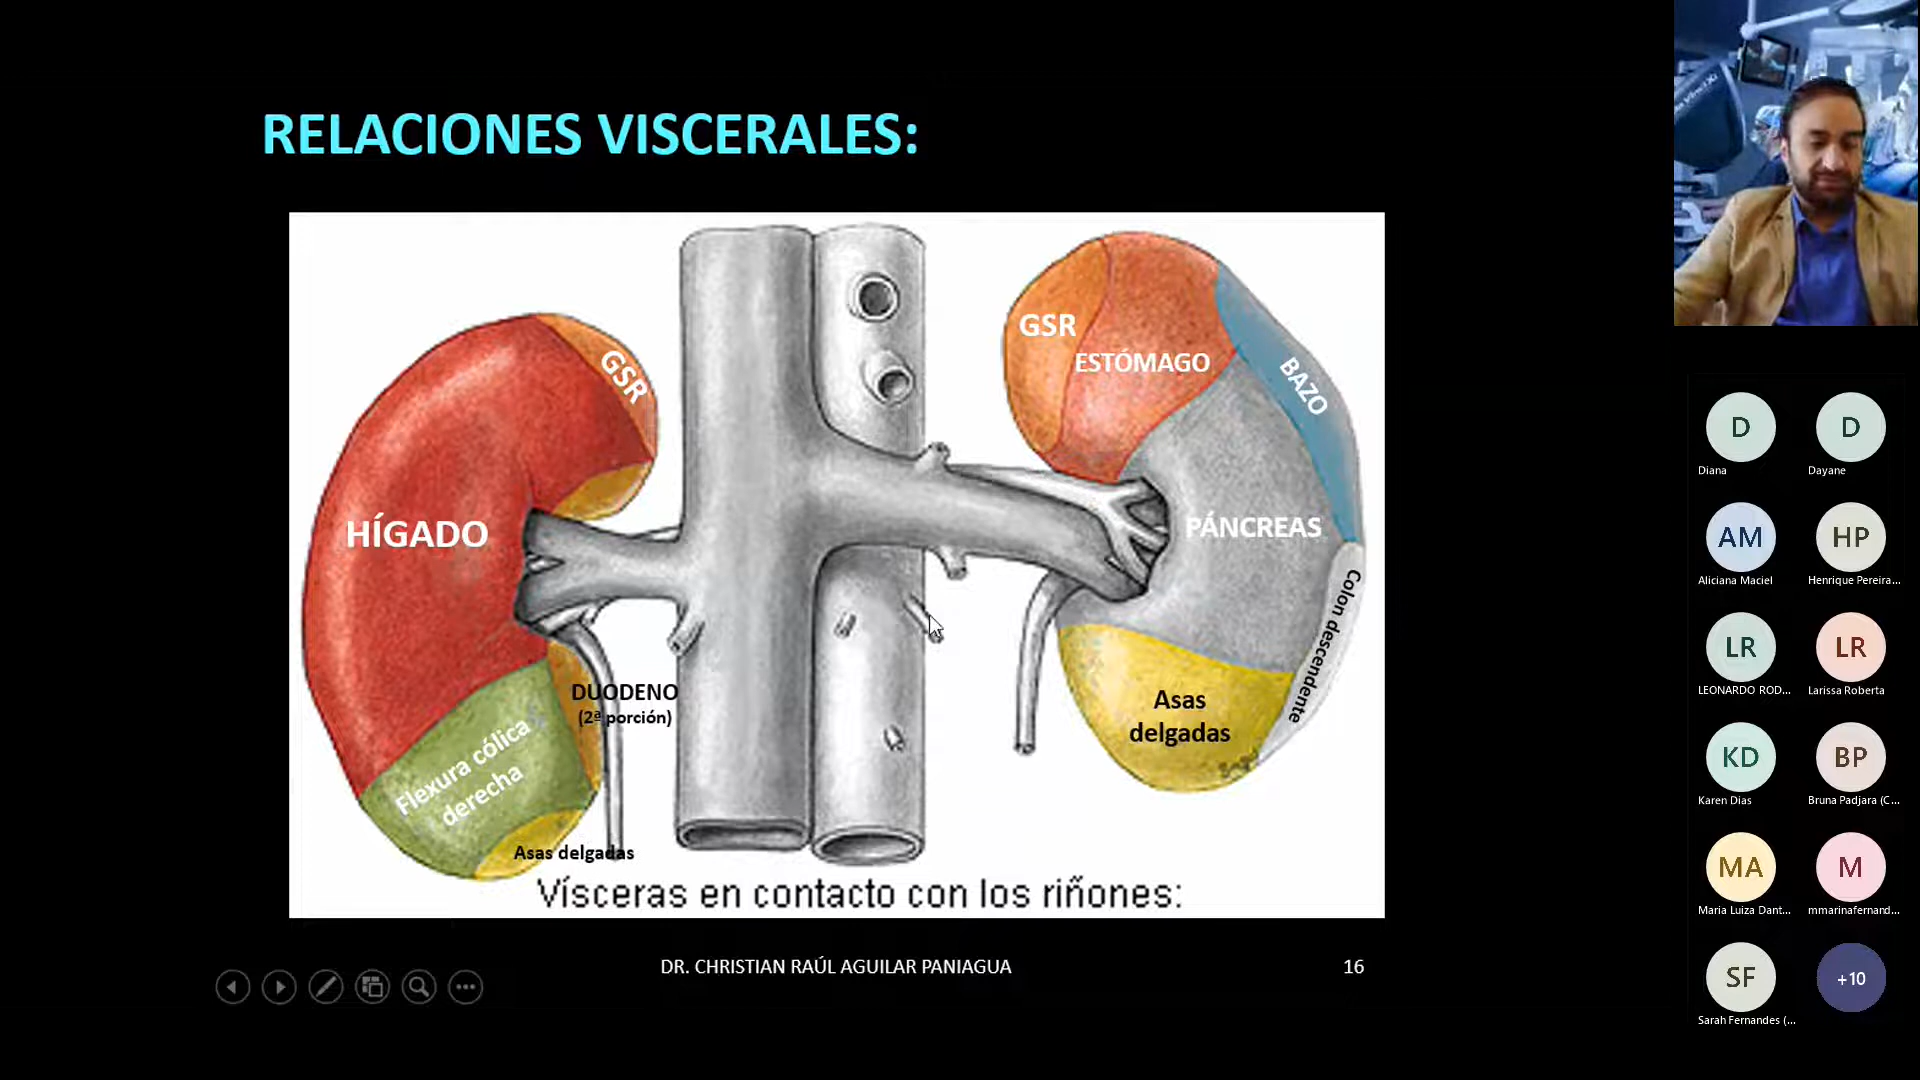 RELACIONES VISCERALES:
GSR
GSR
ESTÓMAGO
BAZO
HÍGADO
PÁNCREAS
Colon descendente
DUODENO
(2ª porción)
Flexura cólica
derecha
Asas
delgadas
Asas delgadas
Vísceras en contacto con los riñones:
DR. CHRISTIAN RAÚL AGUILAR PANIAGUA
16
D
D
Diana
Dayane
AM
HP
Aliciana Maciel
Henrique Pereira...
LR
LR
LEONARDO ROD...
Larissa Roberta
KD
BP
Karen Dias
Bruna Padjara (C...
MA
M
Maria Luiza Dant...
mmarinafernand...
SF
+10
Sarah Fernandes (...